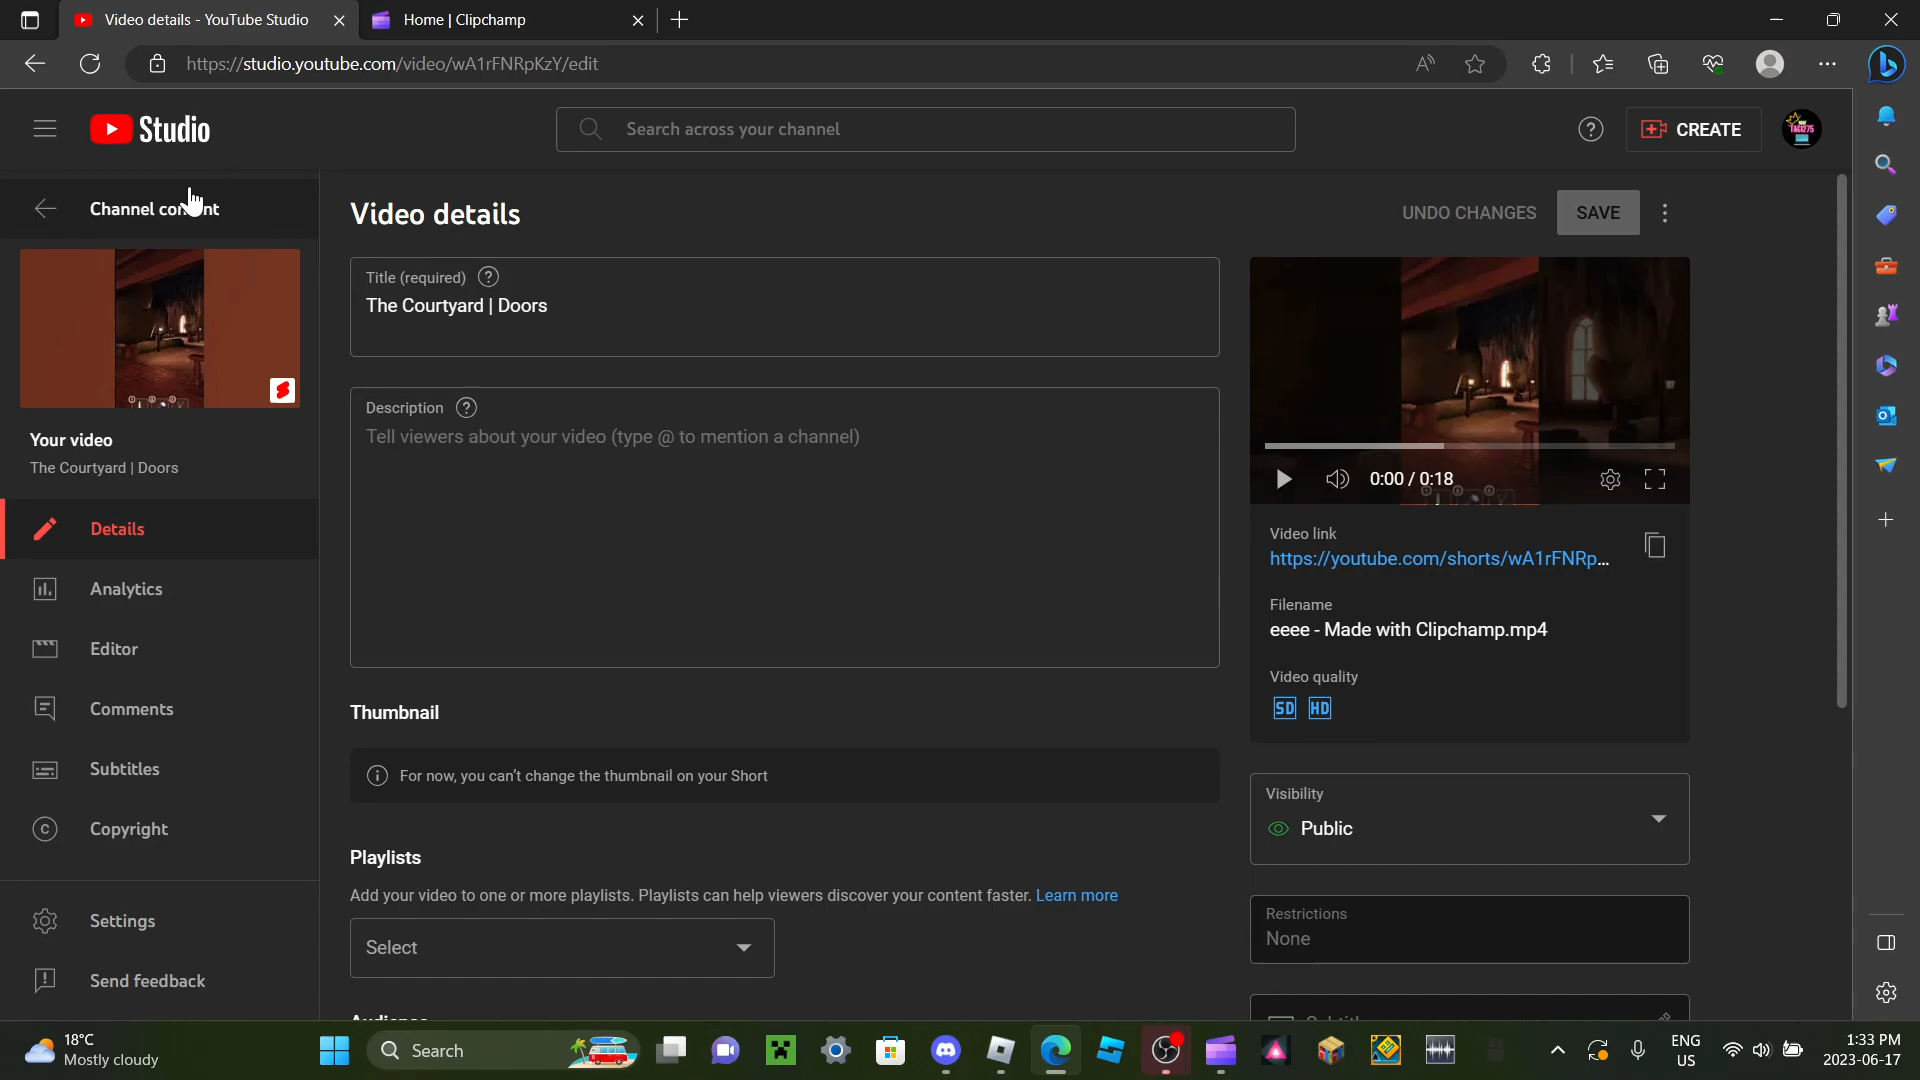 Video details - YouTube Studio
Home | Clipchamp
https://studio.youtube.com/video/wA1rFNRpKzY/edit
Studio
Search across your channel
CREATE
Channel content
Video details
UNDO CHANGES
SAVE
Title (required)
The Courtyard | Doors
Description
Tell viewers about your video (type @ to mention a channel)
0:00 / 0:18
Your video
The Courtyard | Doors
Video link
https://youtube.com/shorts/wA1rFNRp...
Filename
eeee - Made with Clipchamp.mp4
Video quality
SD HD
Details
Analytics
Editor
Comments
Subtitles
Copyright
Settings
Send feedback
Thumbnail
For now, you can't change the thumbnail on your Short
Playlists
Add your video to one or more playlists. Playlists can help viewers discover your content faster. Learn more
Select
Visibility
Public
Restrictions
None
18°C
Mostly cloudy
Search
ENG
US
1:33 PM
2023-06-17